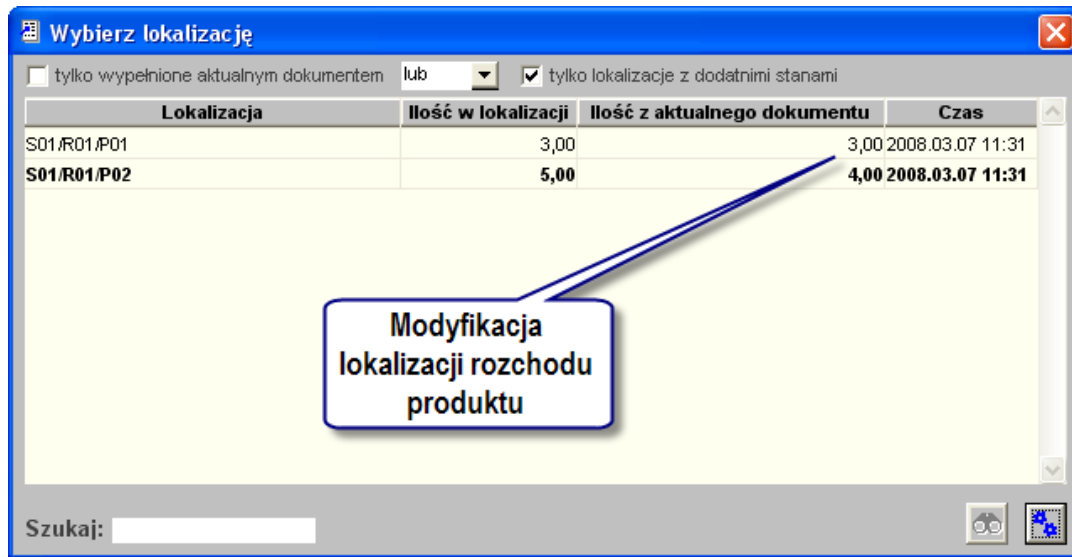 Wybierz lokalizację
tylko wypełnione aktualnym dokumentem lub tylko lokalizacje z dodatnimi stanami
Lokalizacja Ilość w lokalizacji Ilość z aktualnego dokumentu Czas
S01/R01/P01 3,00 3,00 2008.03.07 11:31
S01/R01/P02 5,00 4,00 2008.03.07 11:31
Modyfikacja
lokalizacji rozchodu
produktu
Szukaj: